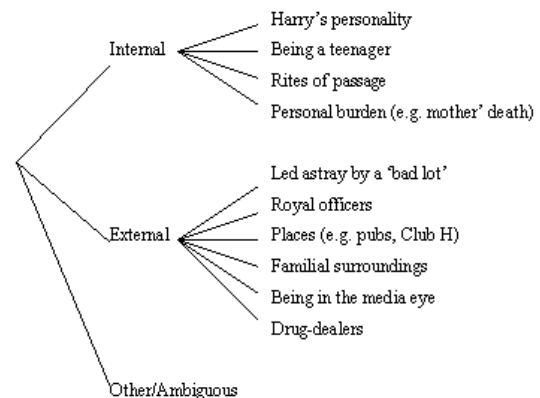 Harry's personality
Internal
Being a teenager
Rites of passage
Personal burden (e.g. mother' death)
Led astray by a 'bad lot'
Royal officers
External
Places (e.g. pubs, Club H)
Familial surroundings
Being in the media eye
Drug-dealers
Other/Ambiguous